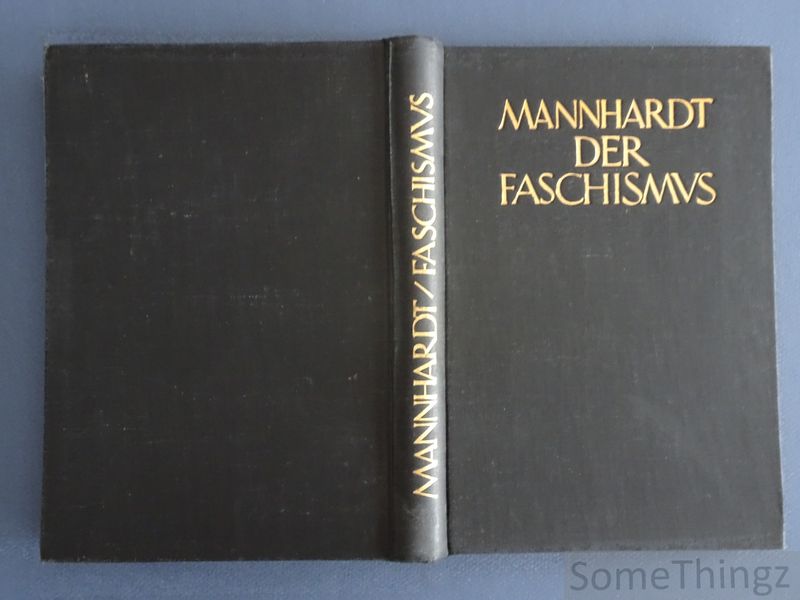 MANNHARDT / FASCHISMVS
MANNHARDT
DER
FASCHISMVS
SomeThingz